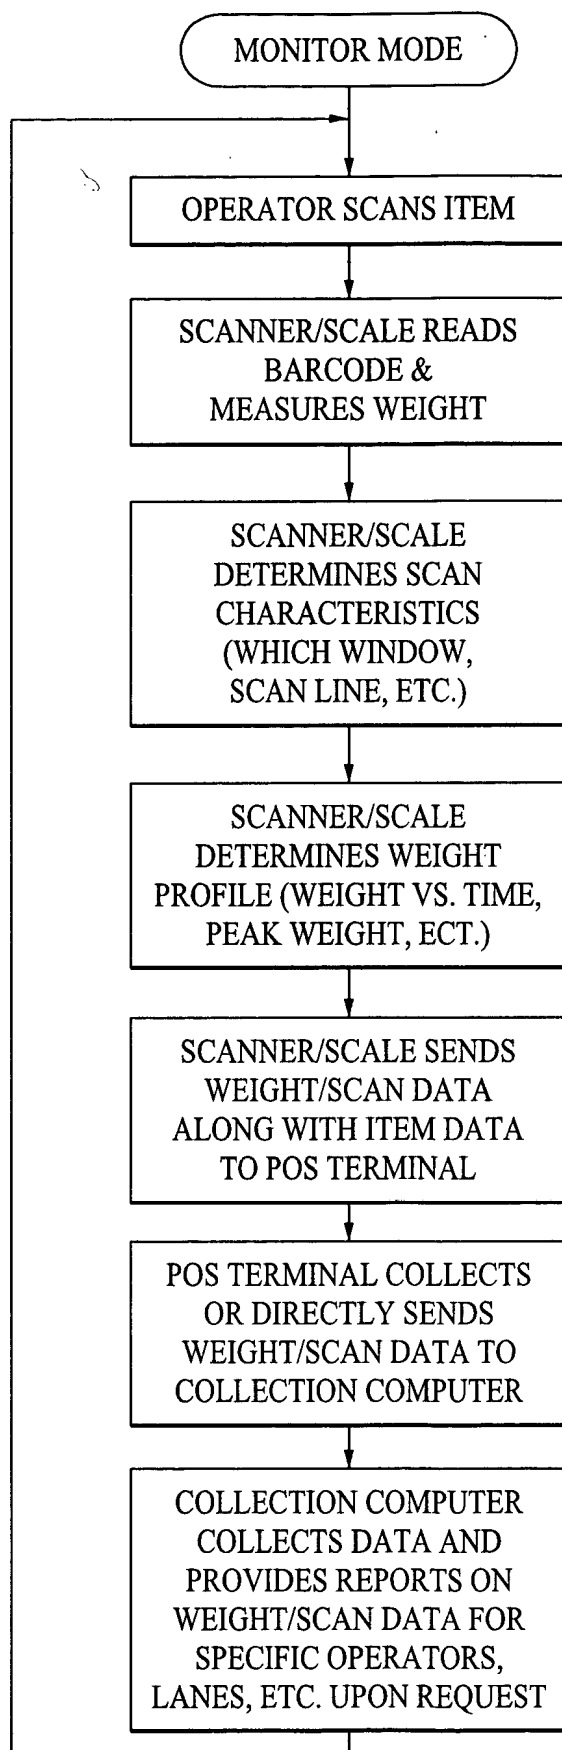 MONITOR MODE
OPERATOR SCANS ITEM
SCANNER/SCALE READS
BARCODE &
MEASURES WEIGHT
SCANNER/SCALE
DETERMINES SCAN
CHARACTERISTICS
(WHICH WINDOW,
SCAN LINE, ETC.)
SCANNER/SCALE
DETERMINES WEIGHT
PROFILE (WEIGHT VS. TIME,
PEAK WEIGHT, ECT.)
SCANNER/SCALE SENDS
WEIGHT/SCAN DATA
ALONG WITH ITEM DATA
TO POS TERMINAL
POS TERMINAL COLLECTS
OR DIRECTLY SENDS
WEIGHT/SCAN DATA TO
COLLECTION COMPUTER
COLLECTION COMPUTER
COLLECTS DATA AND
PROVIDES REPORTS ON
WEIGHT/SCAN DATA FOR
SPECIFIC OPERATORS,
LANES, ETC. UPON REQUEST